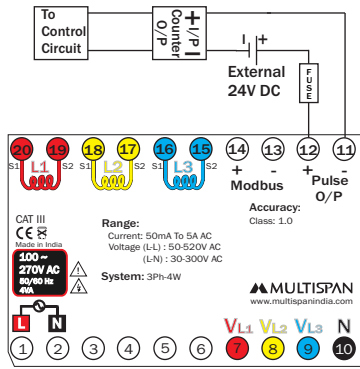 To
Control
Circuit
+ I/P -
Counter
O/P
- +
External
24V DC
FUSE
20 19 18 17 16 15 14 13 12 11
S1 L1 S2 S1 L2 S2 S1 L3 S2 + - + -
Modbus
Pulse
O/P
CAT III
CE
Made in India
100 ~
270V AC
50/60 Hz
4VA
L N
Range:
Current: 50mA To 5A AC
Voltage (L-L) : 50-520V AC
(L-N) : 30-300V AC
System: 3Ph-4W
Accuracy:
Class: 1.0
MULTISPAN
www.multispanindia.com
VL1 VL2 VL3 N
1 2 3 4 5 6 7 8 9 10